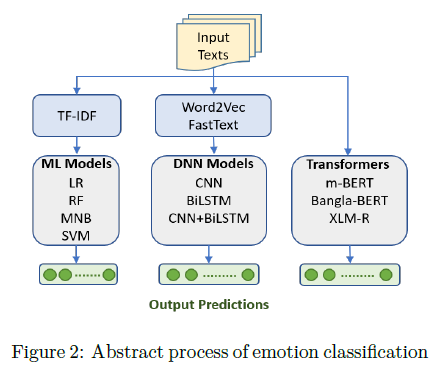 Input
Texts
TF-IDF
Word2Vec
FastText
ML Models
LR
RF
MNB
SVM
DNN Models
CNN
BiLSTM
CNN+BiLSTM
Transformers
m-BERT
Bangla-BERT
XLM-R
Output Predictions
Figure 2: Abstract process of emotion classification